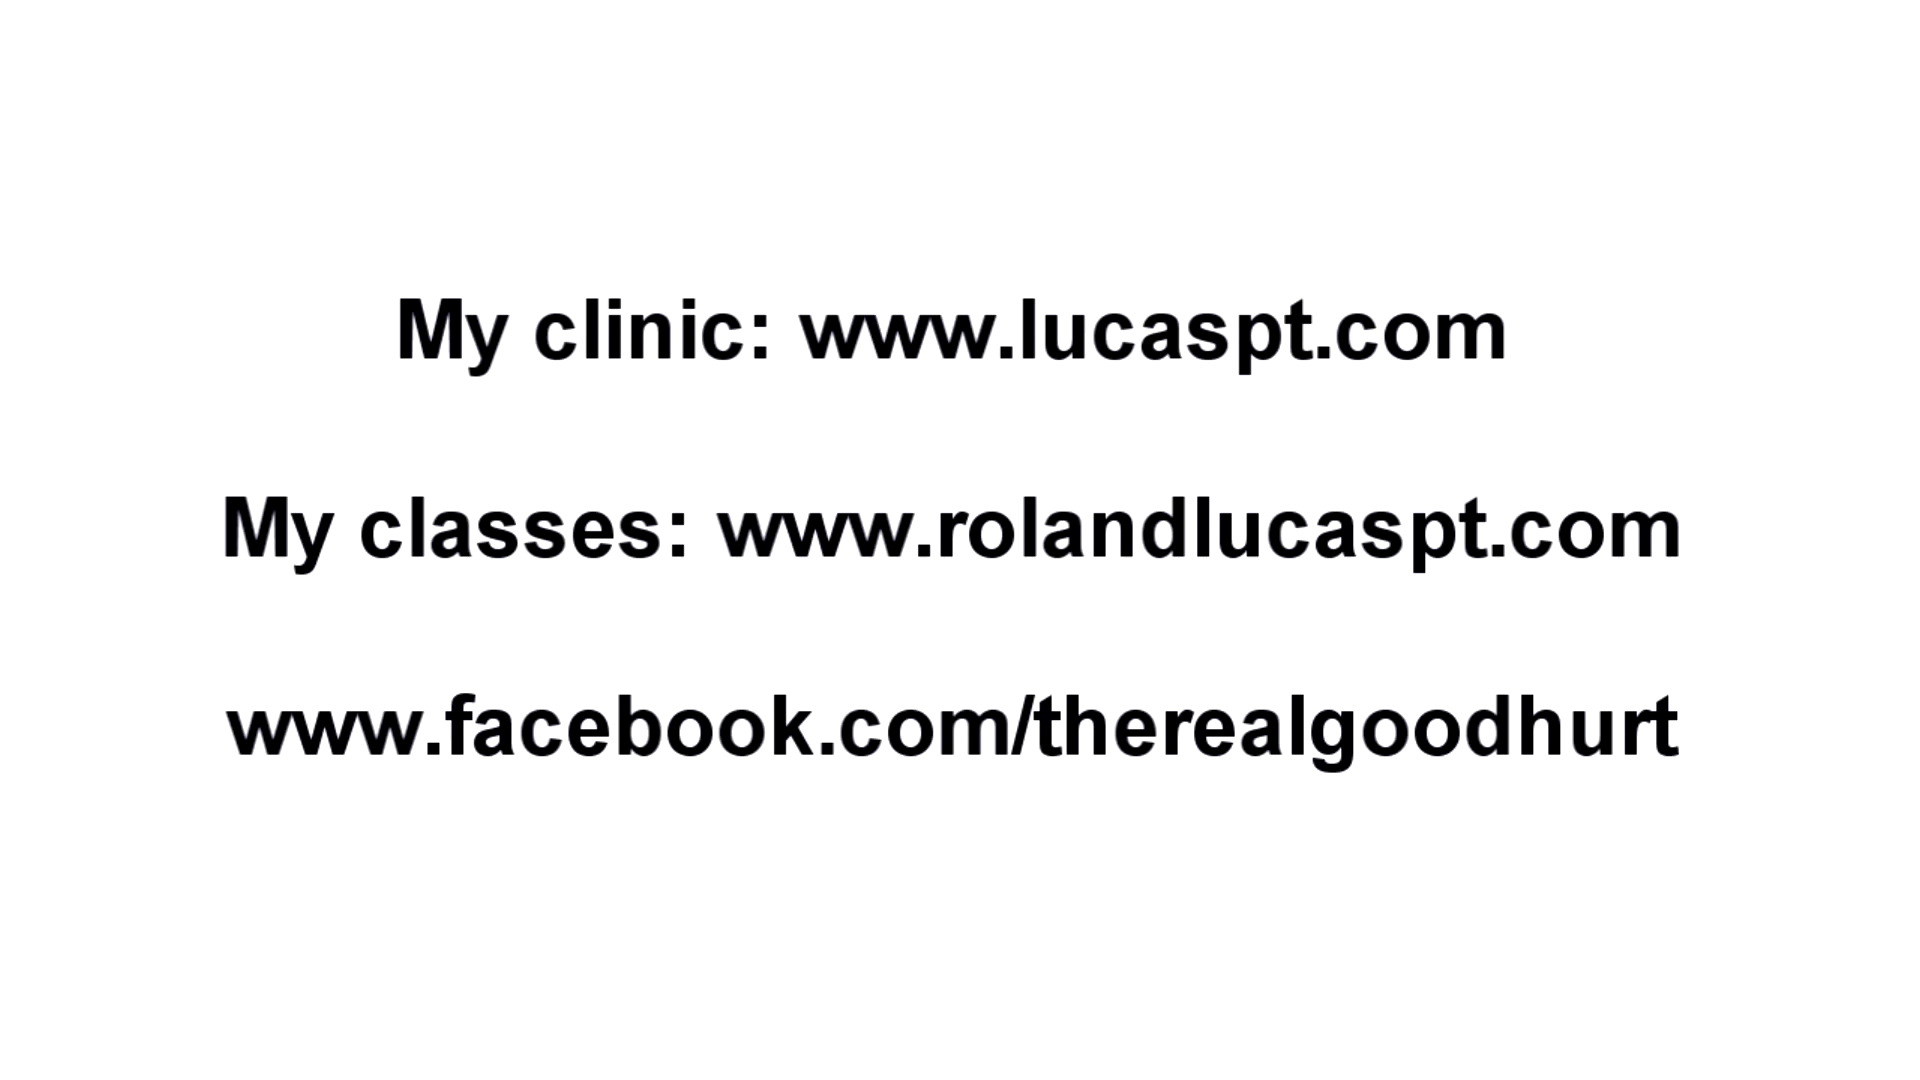 My clinic: www.lucaspt.com
My classes: www.rolandlucaspt.com
www.facebook.com/therealgoodhurt